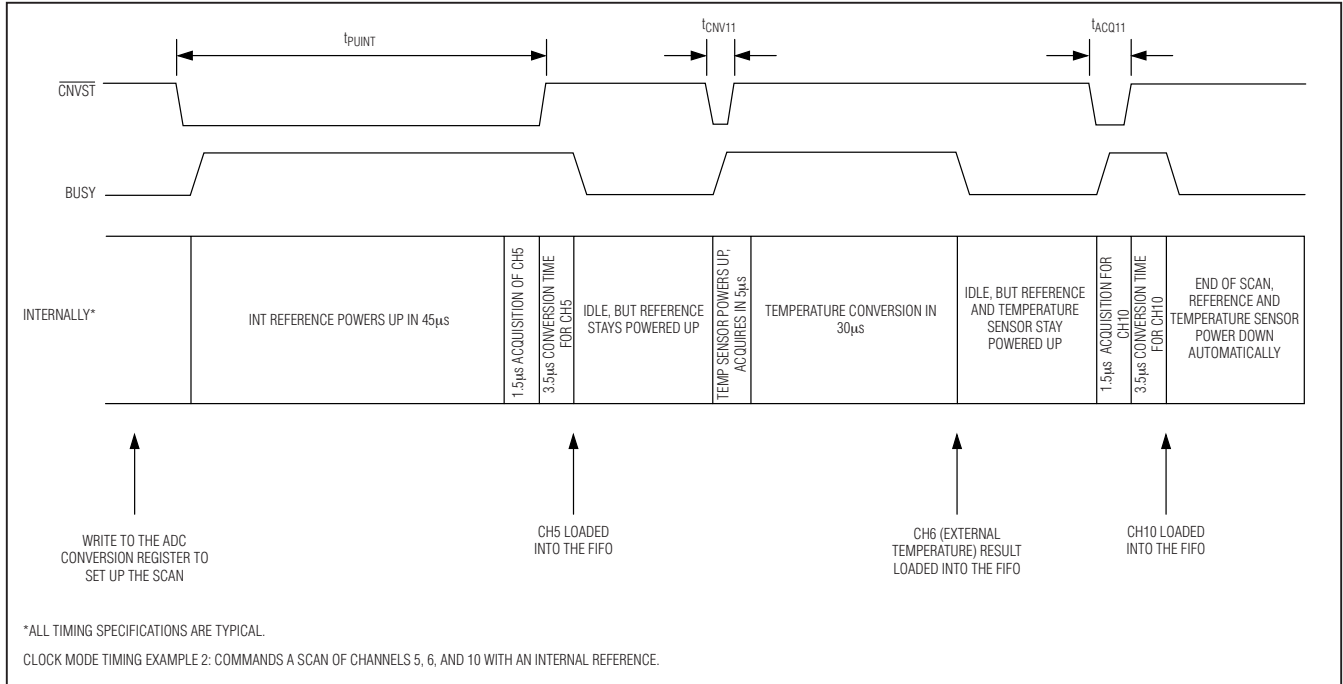 tPUINT
tCNV11
tACQ11
CNVST
BUSY
INTERNALLY*
INT REFERENCE POWERS UP IN 45µs
1.5µs ACQUISITION OF CH5
3.5µs CONVERSION TIME
FOR CH5
IDLE, BUT REFERENCE
STAYS POWERED UP
TEMP SENSOR POWERS UP,
ACQUIRES IN 5µs
TEMPERATURE CONVERSION IN
30µs
IDLE, BUT REFERENCE
AND TEMPERATURE
SENSOR STAY
POWERED UP
1.5µs ACQUISITION FOR
CH10
3.5µs CONVERSION TIME
FOR CH10
END OF SCAN,
REFERENCE AND
TEMPERATURE SENSOR
POWER DOWN
AUTOMATICALLY
WRITE TO THE ADC
CONVERSION REGISTER TO
SET UP THE SCAN
CH5 LOADED
INTO THE FIFO
CH6 (EXTERNAL
TEMPERATURE) RESULT
LOADED INTO THE FIFO
CH10 LOADED
INTO THE FIFO
*ALL TIMING SPECIFICATIONS ARE TYPICAL.
CLOCK MODE TIMING EXAMPLE 2: COMMANDS A SCAN OF CHANNELS 5, 6, AND 10 WITH AN INTERNAL REFERENCE.